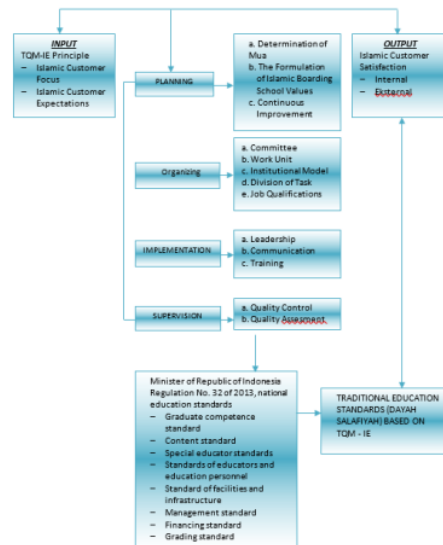 INPUT
TQM-IE Principle
– Islamic Customer
Focus
– Islamic Customer
Expectations
PLANNING
a. Determination of
Mua
b. The Formulation
of Islamic Boarding
School Values
c. Continuous
Improvement
OUTPUT
Islamic Customer
Satisfaction
– Internal
– Eksternal
Organizing
a. Committee
b. Work Unit
c. Institutional Model
d. Division of Task
e. Job Qualifications
IMPLEMENTATION
a. Leadership
b. Communication
c. Training
SUPERVISION
a. Quality Control
b. Quality Assesment
Minister of Republic of Indonesia
Regulation No. 32 of 2013, national
education standards
– Graduate competence
standard
– Content standard
– Special educator standards
– Standards of educators and
education personnel
– Standard of facilities and
infrastructure
– Management standard
– Financing standard
– Grading standard
TRADITIONAL EDUCATION
STANDARDS (DAYAH
SALAFIYAH) BASED ON
TQM - IE